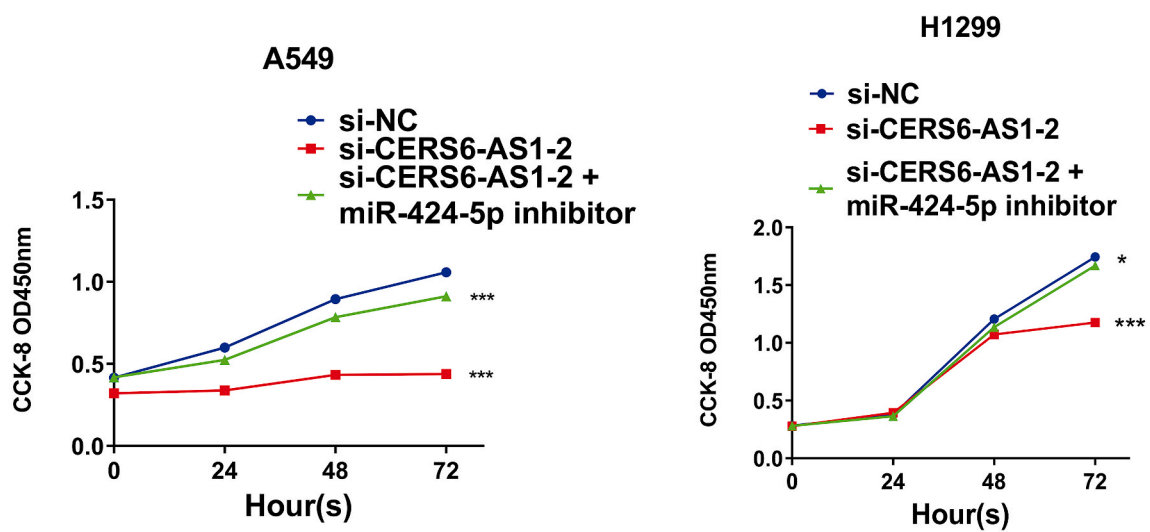 A549
si-NC
si-CERS6-AS1-2
si-CERS6-AS1-2 +
miR-424-5p inhibitor
CCK-8 OD450nm
1.5
1.0
0.5
0.0
***
***
0 24 48 72
Hour(s)
H1299
si-NC
si-CERS6-AS1-2
si-CERS6-AS1-2 +
miR-424-5p inhibitor
CCK-8 OD450nm
2.0
1.5
1.0
0.5
0.0
*
***
0 24 48 72
Hour(s)